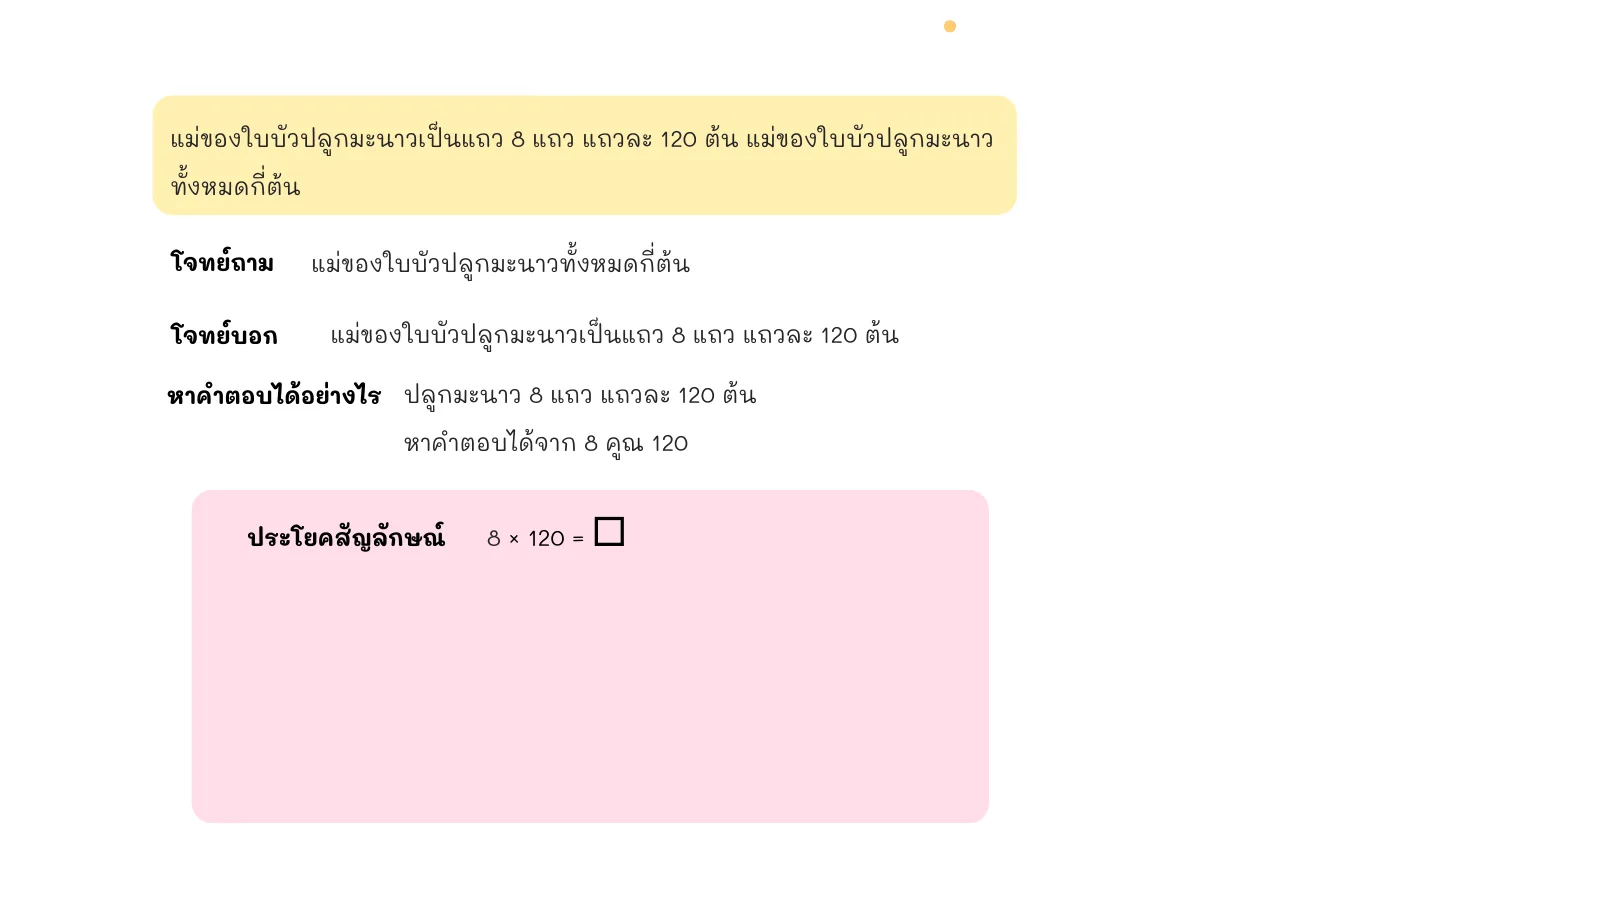 แม่ของใบบัวปลูกมะนาวเป็นแถว 8 แถว แถวละ 120 ต้น แม่ของใบบัวปลูกมะนาว
ทั้งหมดกี่ต้น
โจทย์ถาม แม่ของใบบัวปลูกมะนาวทั้งหมดกี่ต้น
โจทย์บอก แม่ของใบบัวปลูกมะนาวเป็นแถว 8 แถว แถวละ 120 ต้น
หาคำตอบได้อย่างไร ปลูกมะนาว 8 แถว แถวละ 120 ต้น
หาคำตอบได้จาก 8 คูณ 120
ประโยคสัญลักษณ์ 8 × 120 = □